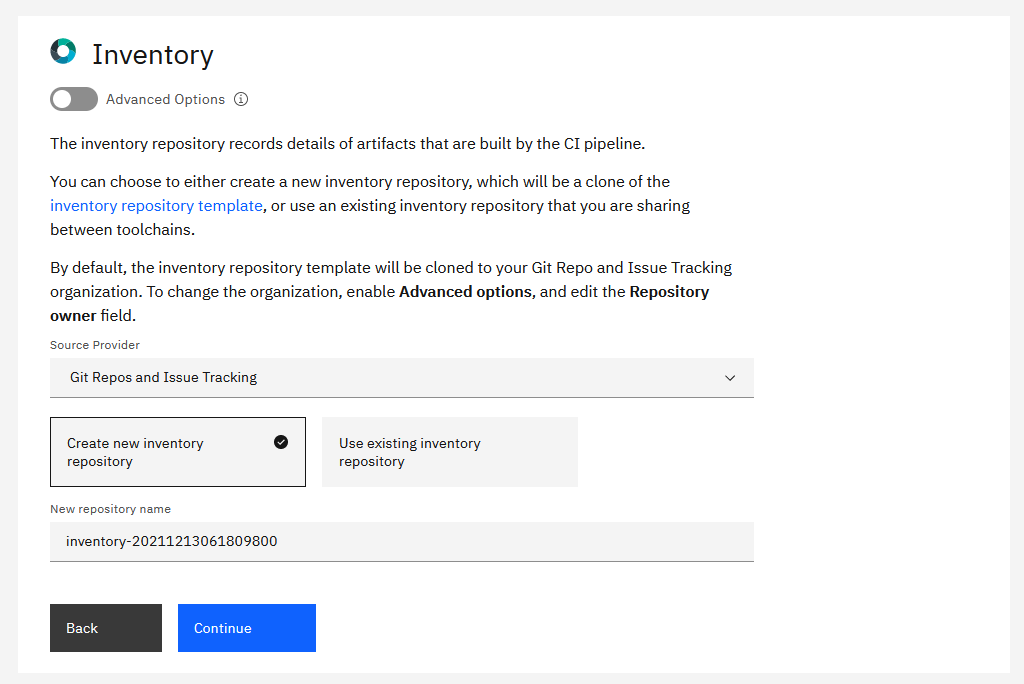 Inventory
Advanced Options
The inventory repository records details of artifacts that are built by the CI pipeline.
You can choose to either create a new inventory repository, which will be a clone of the
inventory repository template, or use an existing inventory repository that you are sharing
between toolchains.
By default, the inventory repository template will be cloned to your Git Repo and Issue Tracking
organization. To change the organization, enable Advanced options, and edit the Repository
owner field.
Source Provider
Git Repos and Issue Tracking
Create new inventory
repository
Use existing inventory
repository
New repository name
inventory-20211213061809800
Back
Continue